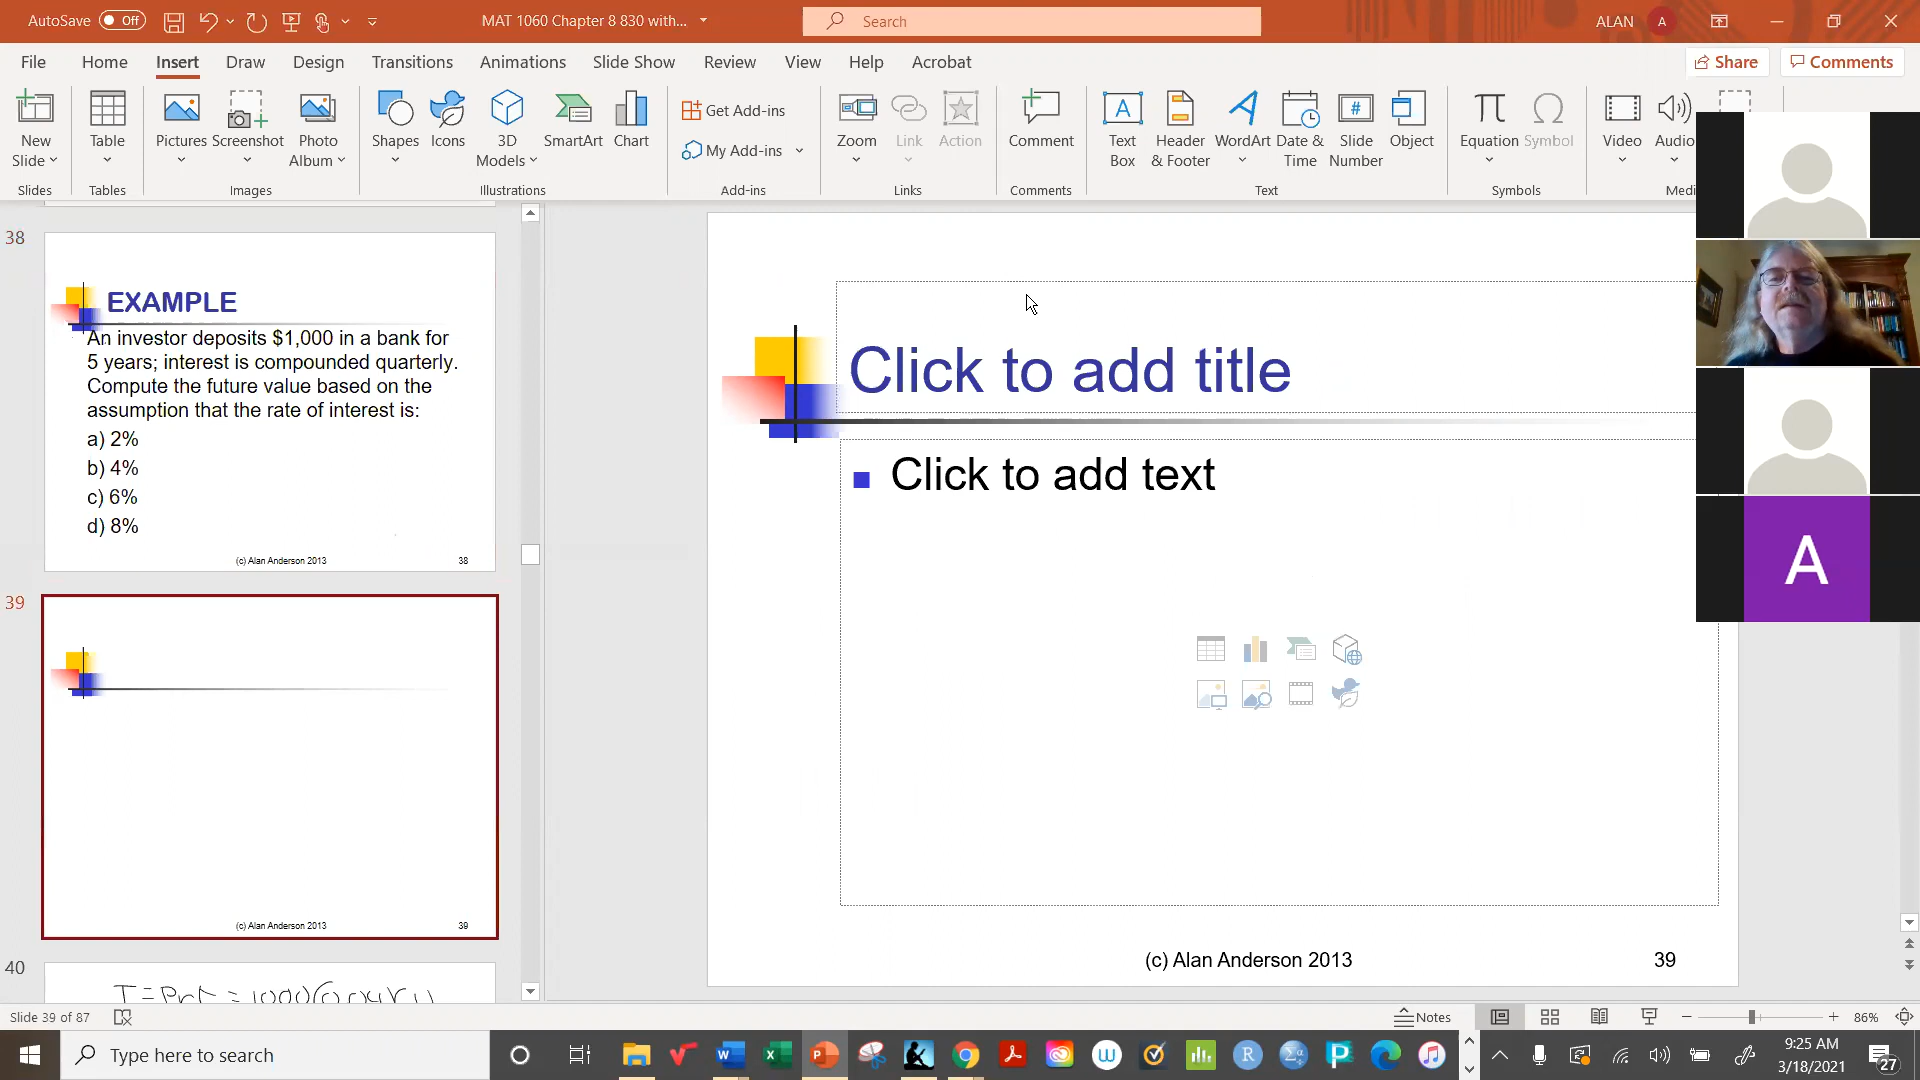 AutoSave Off
MAT 1060 Chapter 8 830 with...
Search
ALAN A
File Home Insert Draw Design Transitions Animations Slide Show Review View Help Acrobat
Share Comments
New Slide
Table
Pictures
Screenshot
Photo Album
Shapes
Icons
3D Models
SmartArt
Chart
Get Add-ins
My Add-ins
Zoom
Link
Action
Comment
Text Box
Header & Footer
WordArt
Date & Time
Slide Number
Object
Equation
Symbol
Video
Audio
Slides Tables Images Illustrations Add-ins Links Comments Text Symbols
38
EXAMPLE
An investor deposits $1,000 in a bank for
5 years; interest is compounded quarterly.
Compute the future value based on the
assumption that the rate of interest is:
a) 2%
b) 4%
c) 6%
d) 8%
(c) Alan Anderson 2013 38
39
(c) Alan Anderson 2013 39
40
Click to add title
Click to add text
(c) Alan Anderson 2013 39
A
Slide 39 of 87
Notes
86%
Type here to search
9:25 AM
3/18/2021
27